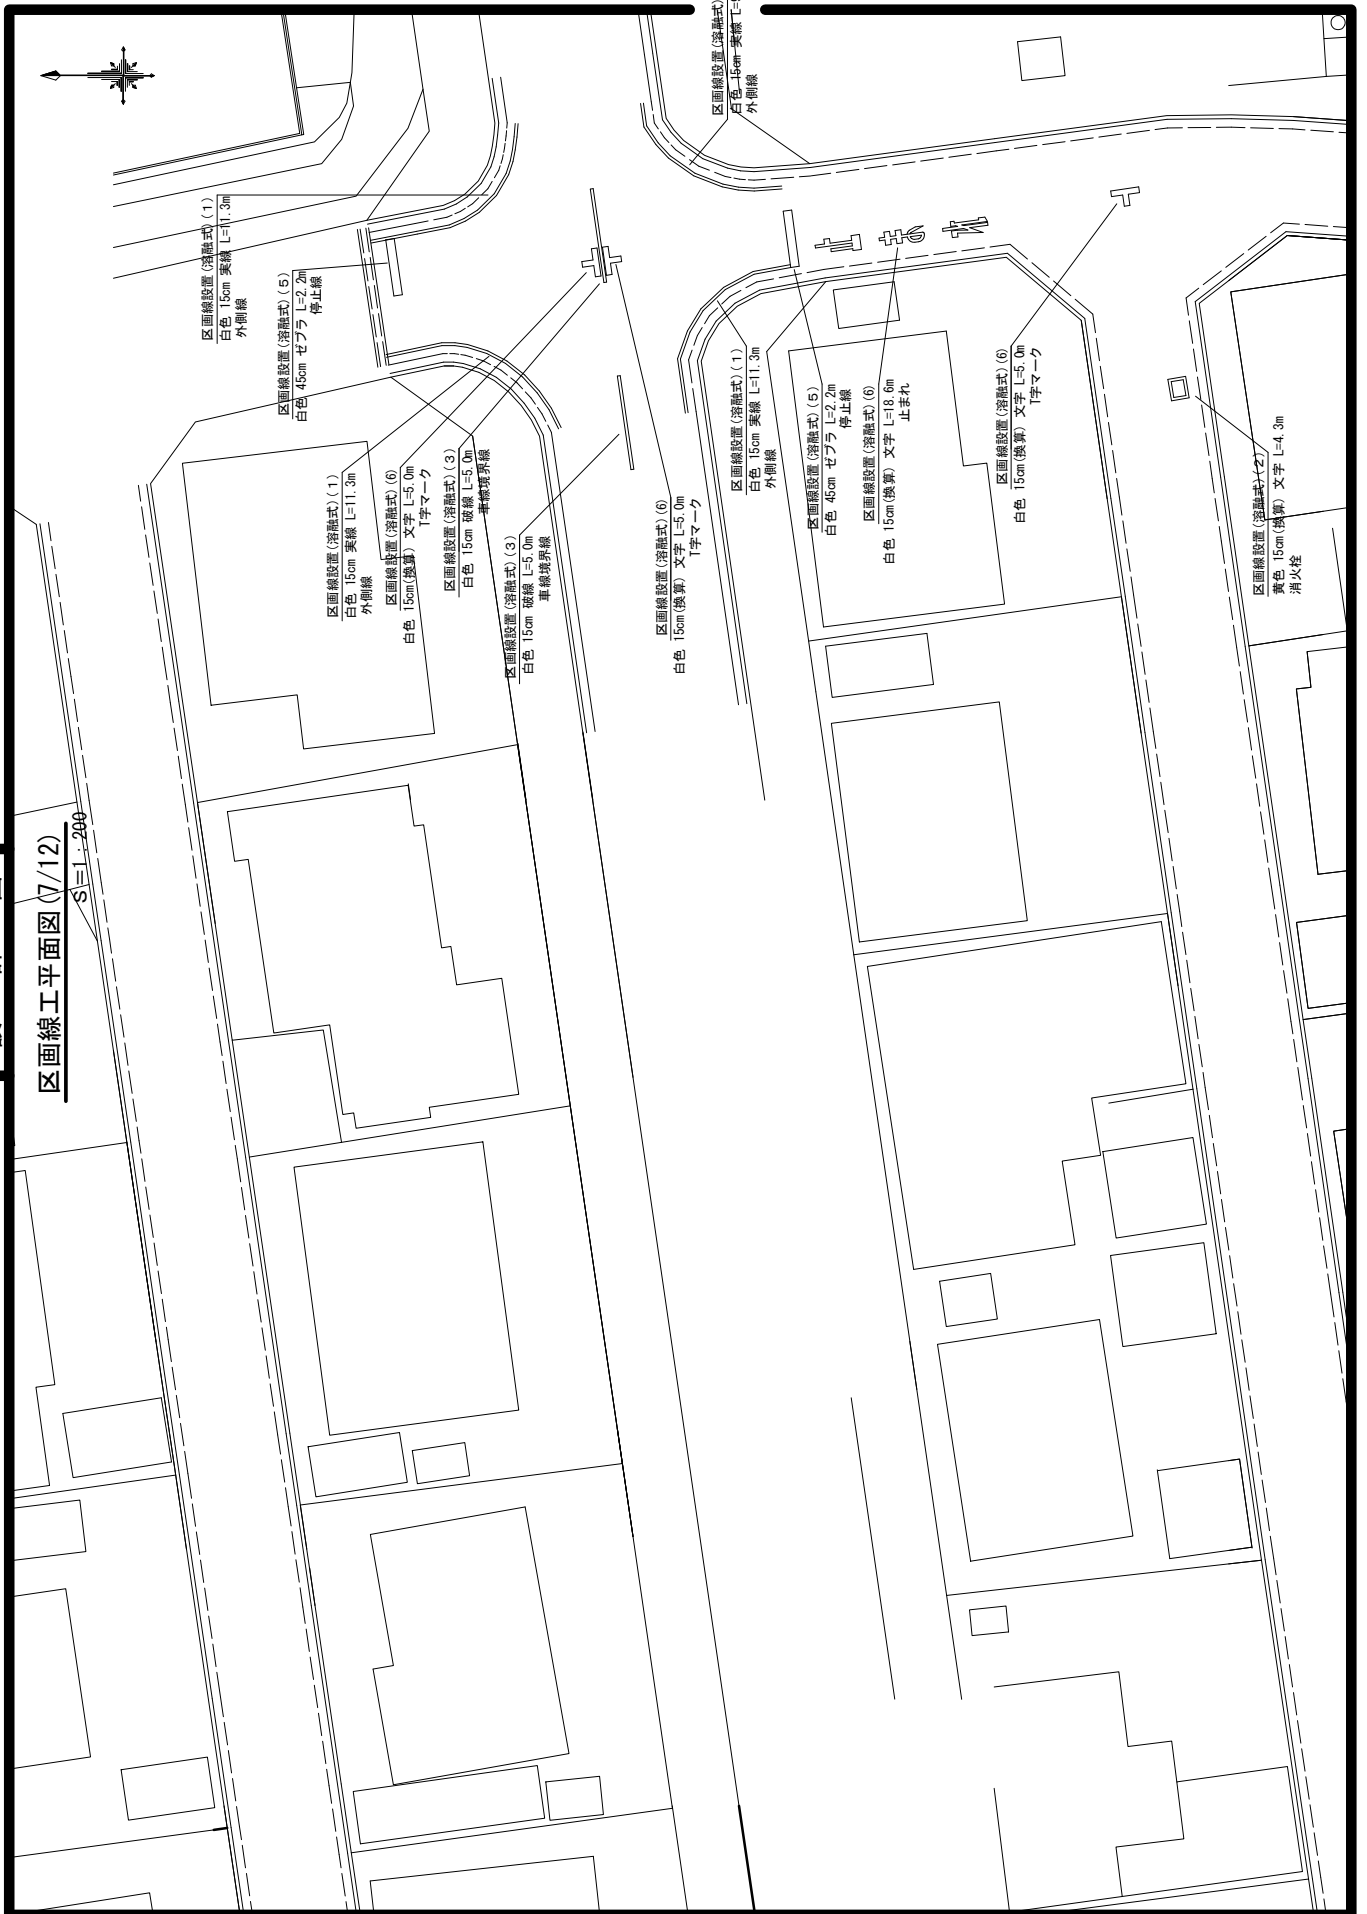 区画線工平面図(7/12)
S=1:200
区画線設置(溶融式)(1)
白色 15cm 実線 L=11.3m
外側線
区画線設置(溶融式)(5)
白色 45cm ゼブラ L=2.2m
停止線
区画線設置(溶融式)(1)
白色 15cm 実線 L=11.3m
外側線
区画線設置(溶融式)(6)
白色 15cm(換算) 文字 L=5.0m
T字マーク
区画線設置(溶融式)(3)
白色 15cm 破線 L=5.0m
車線境界線
区画線設置(溶融式)(3)
白色 15cm 破線 L=5.0m
車線境界線
区画線設置(溶融式)(6)
白色 15cm(換算) 文字 L=5.0m
T字マーク
区画線設置(溶融式)
白色 15cm 実線
外側線
区画線設置(溶融式)(1)
白色 15cm 実線 L=11.3m
外側線
区画線設置(溶融式)(5)
白色 45cm ゼブラ L=2.2m
停止線
区画線設置(溶融式)(6)
白色 15cm(換算) 文字 L=18.6m
止まれ
区画線設置(溶融式)(6)
白色 15cm(換算) 文字 L=5.0m
T字マーク
区画線設置(溶融式)(2)
黄色 15cm(換算) 文字 L=4.3m
消火栓
止まれ